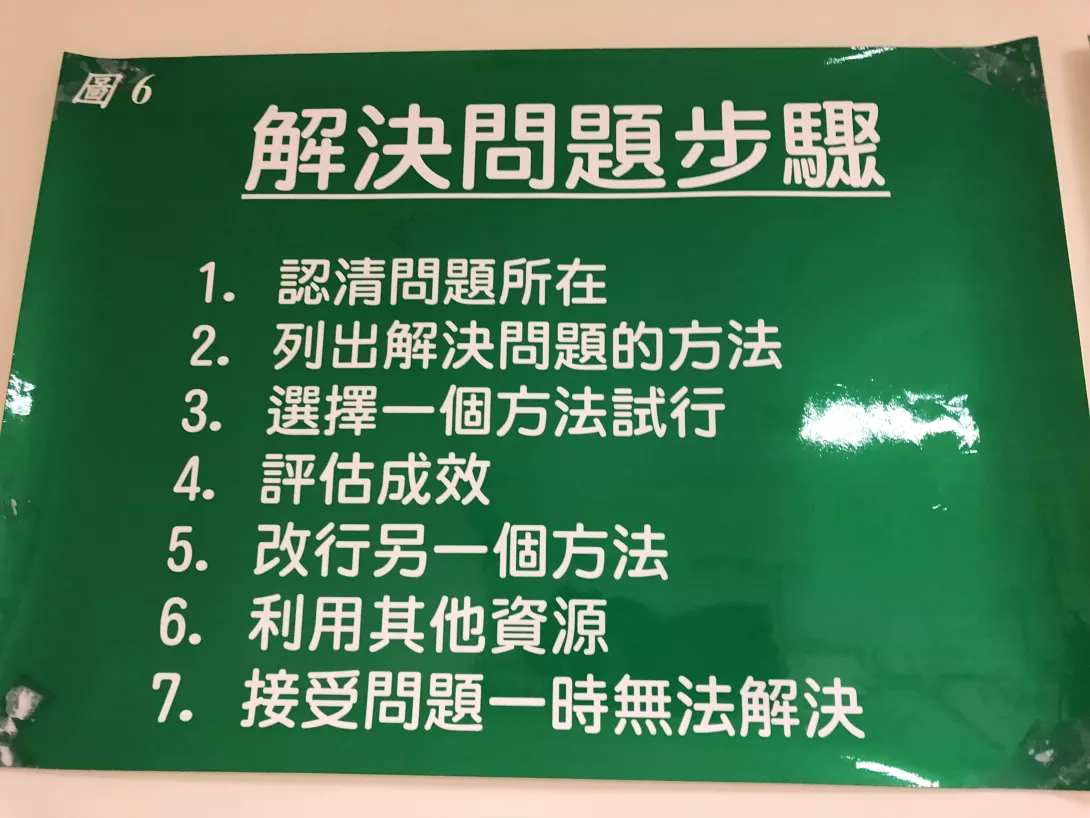 圖 6
解決問題步驟
1. 認清問題所在
2. 列出解決問題的方法
3. 選擇一個方法試行
4. 評估成效
5. 改行另一個方法
6. 利用其他資源
7. 接受問題一時無法解決